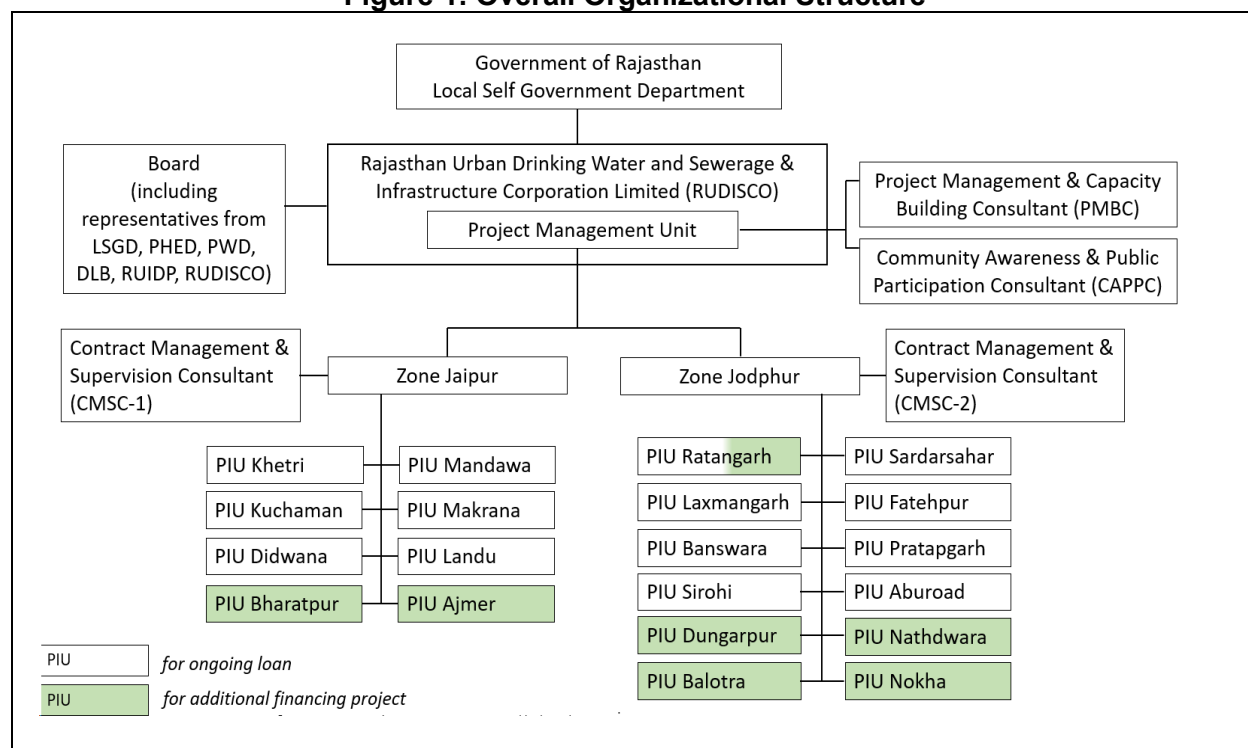 Figure 1: Overall Organizational Structure
Government of Rajasthan
Local Self Government Department
Board
(including
representatives from
LSGD, PHED, PWD,
DLB, RUIDP, RUDISCO)
Rajasthan Urban Drinking Water and Sewerage &
Infrastructure Corporation Limited (RUDISCO)
Project Management Unit
Project Management & Capacity
Building Consultant (PMBC)
Community Awareness & Public
Participation Consultant (CAPPC)
Contract Management &
Supervision Consultant
(CMSC-1)
Zone Jaipur
Zone Jodphur
Contract Management &
Supervision Consultant
(CMSC-2)
PIU Khetri
PIU Mandawa
PIU Kuchaman
PIU Makrana
PIU Didwana
PIU Landu
PIU Bharatpur
PIU Ajmer
PIU Ratangarh
PIU Sardarsahar
PIU Laxmangarh
PIU Fatehpur
PIU Banswara
PIU Pratapgarh
PIU Sirohi
PIU Aburoad
PIU Dungarpur
PIU Nathdwara
PIU Balotra
PIU Nokha
PIU
for ongoing loan
PIU
for additional financing project